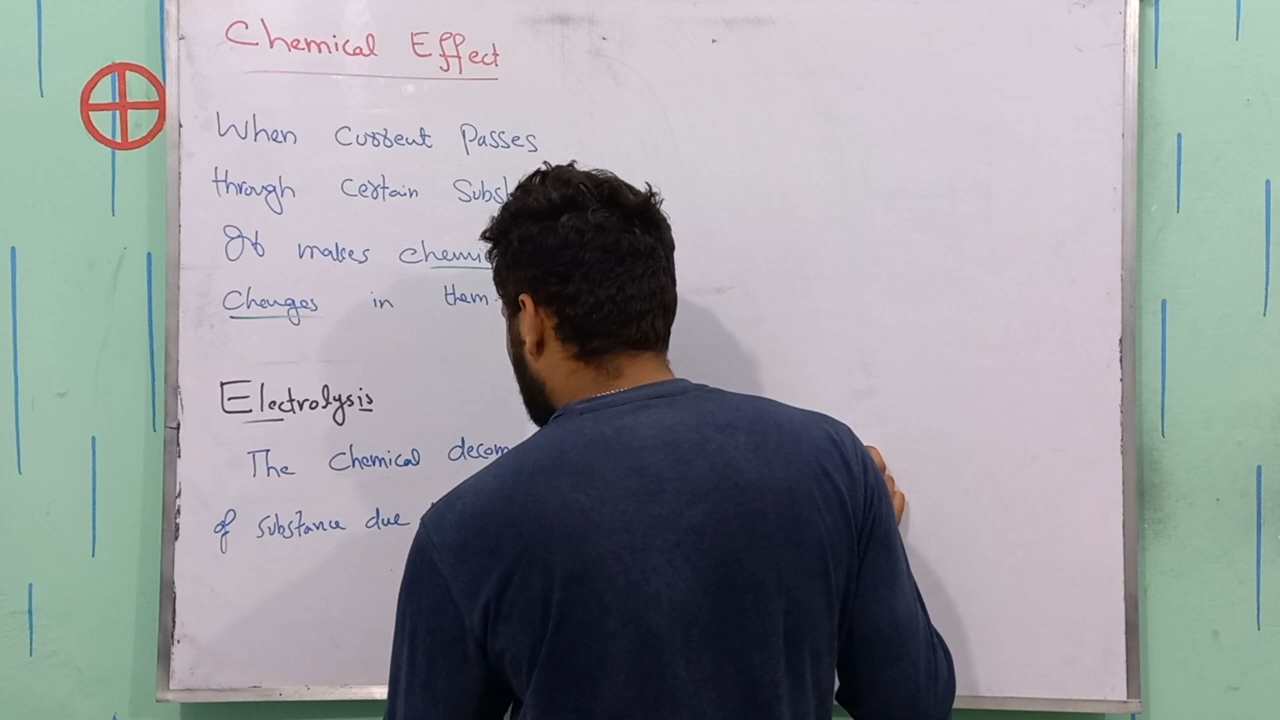 Chemical Effect
When Current Passes
through certain Subst
It makes chemic
Changes in them.
Electrolysis
The Chemical decom
of substance due